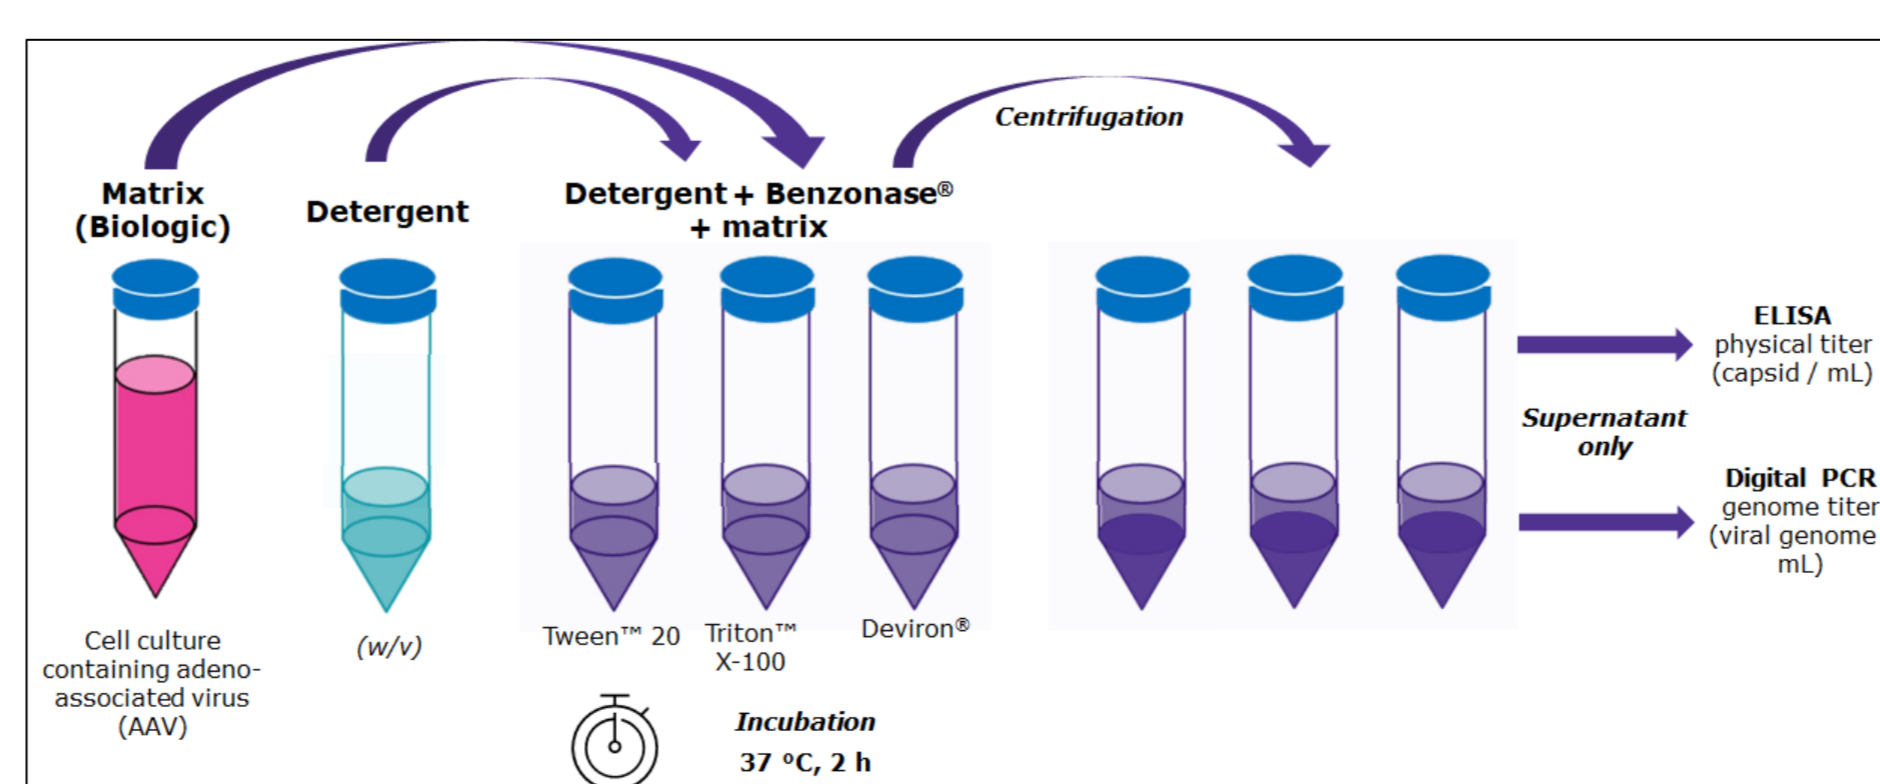 Centrifugation
Matrix
(Biologic)
Detergent
Detergent + Benzonase®
+ matrix
Cell culture
containing adeno-
associated virus
(AAV)
(w/v)
Tween™ 20
Triton™
X-100
Deviron®
Incubation
37 ºC, 2 h
ELISA
physical titer
(capsid / mL)
Supernatant
only
Digital PCR
genome titer
(viral genome
mL)